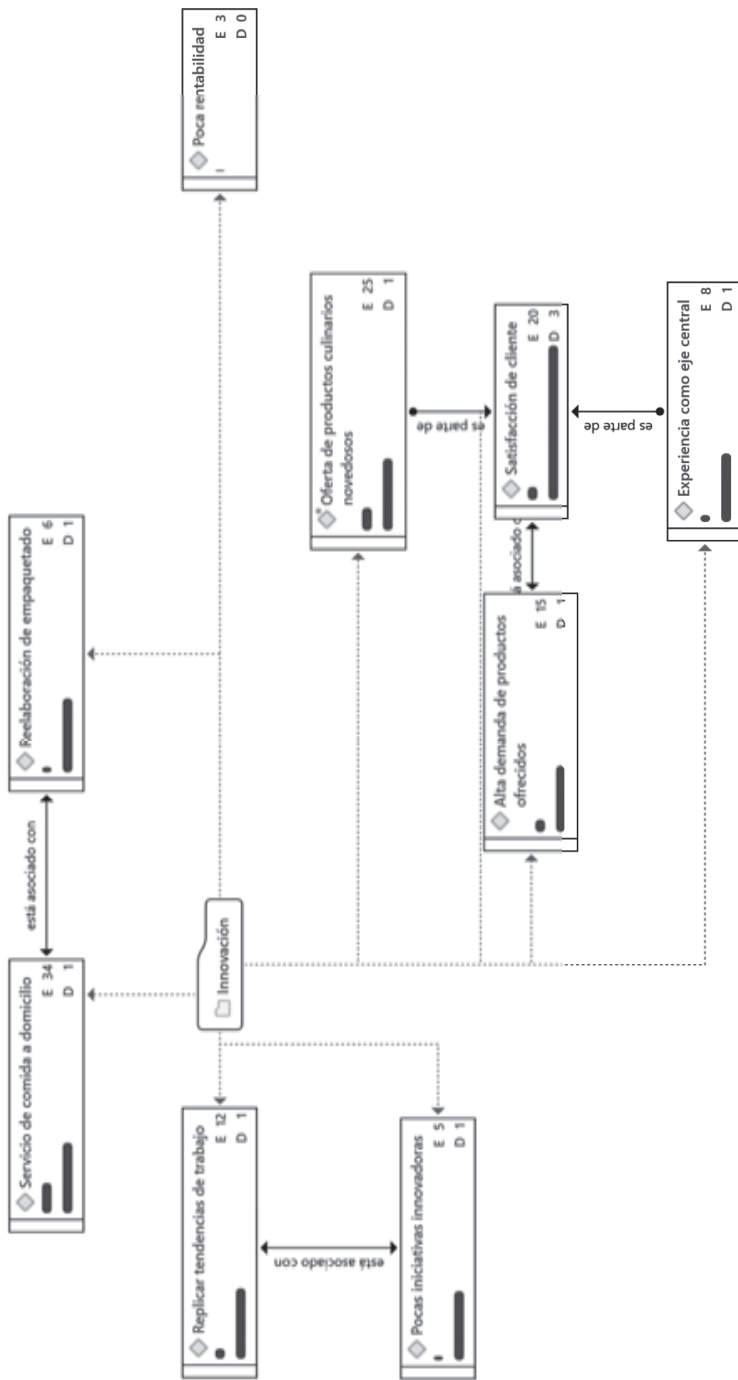 Servicio de comida a domicilio
E 34
D 1
está asociado con
Reelaboración de empaquetado
E 6
D 1
Replicar tendencias de trabajo
E 12
D 1
Innovación
Poca rentabilidad
E 3
D 0
está asociado con
Oferta de productos culinarios
novedosos
E 25
D 1
Pocas iniciativas innovadoras
E 5
D 1
es parte de
Alta demanda de productos
ofrecidos
E 15
D 1
á asociado c
Satisfacción de cliente
E 20
D 3
es parte de
Experiencia como eje central
E 8
D 1